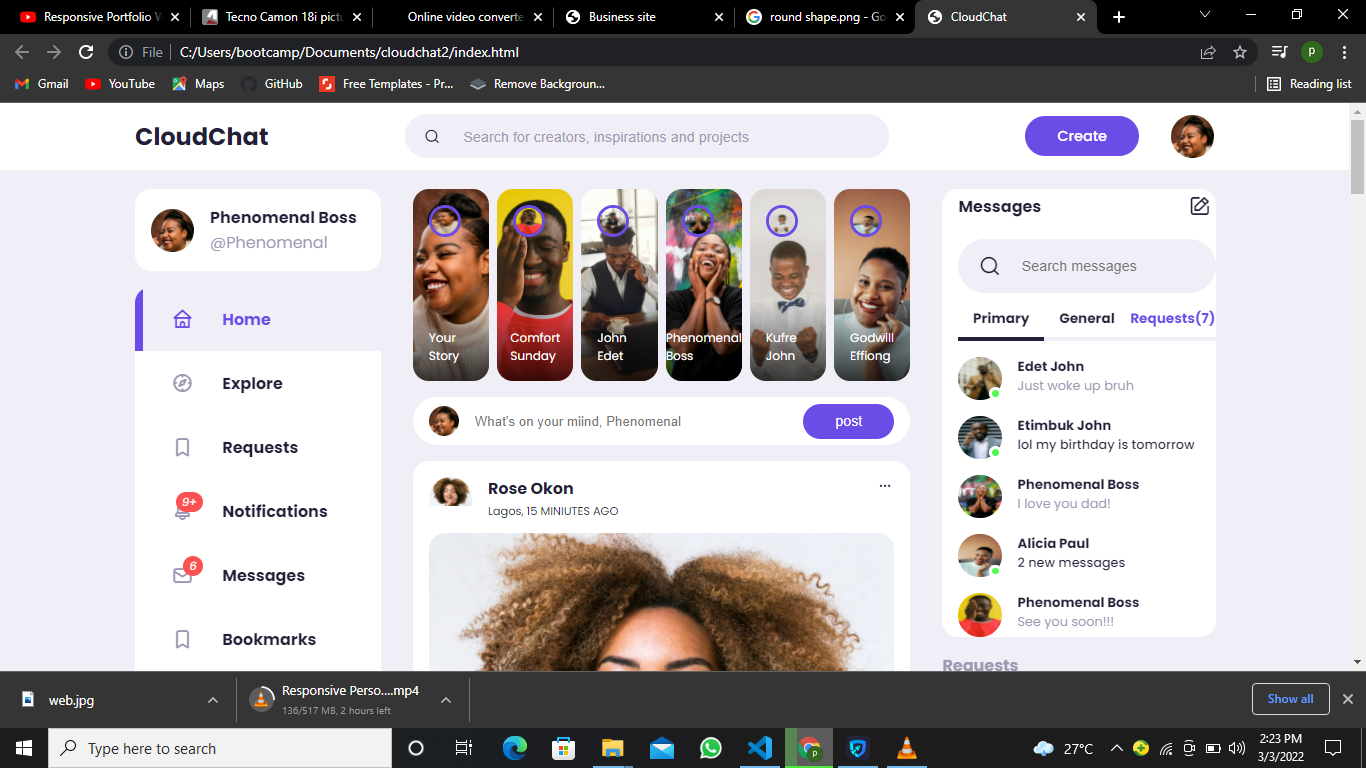 Responsive Portfolio W
Tecno Camon 18i pictu
Online video converte
Business site
round shape.png - Go
CloudChat
File
C:/Users/bootcamp/Documents/cloudchat2/index.html
p
Gmail
YouTube
Maps
GitHub
Free Templates - Pr...
Remove Backgroun...
Reading list
CloudChat
Search for creators, inspirations and projects
Create
Phenomenal Boss
@Phenomenal
Home
Explore
Requests
9+
Notifications
6
Messages
Bookmarks
Your
Story
Comfort
Sunday
John
Edet
Phenomenal
Boss
Kufre
John
Godwill
Effiong
What's on your miind, Phenomenal
post
Rose Okon
Lagos, 15 MINIUTES AGO
Messages
Search messages
Primary
General
Requests(7)
Edet John
Just woke up bruh
Etimbuk John
lol my birthday is tomorrow
Phenomenal Boss
I love you dad!
Alicia Paul
2 new messages
Phenomenal Boss
See you soon!!!
Requests
web.jpg
Responsive Perso....mp4
136/517 MB, 2 hours left
Show all
Type here to search
p
27°C
2:23 PM
3/3/2022